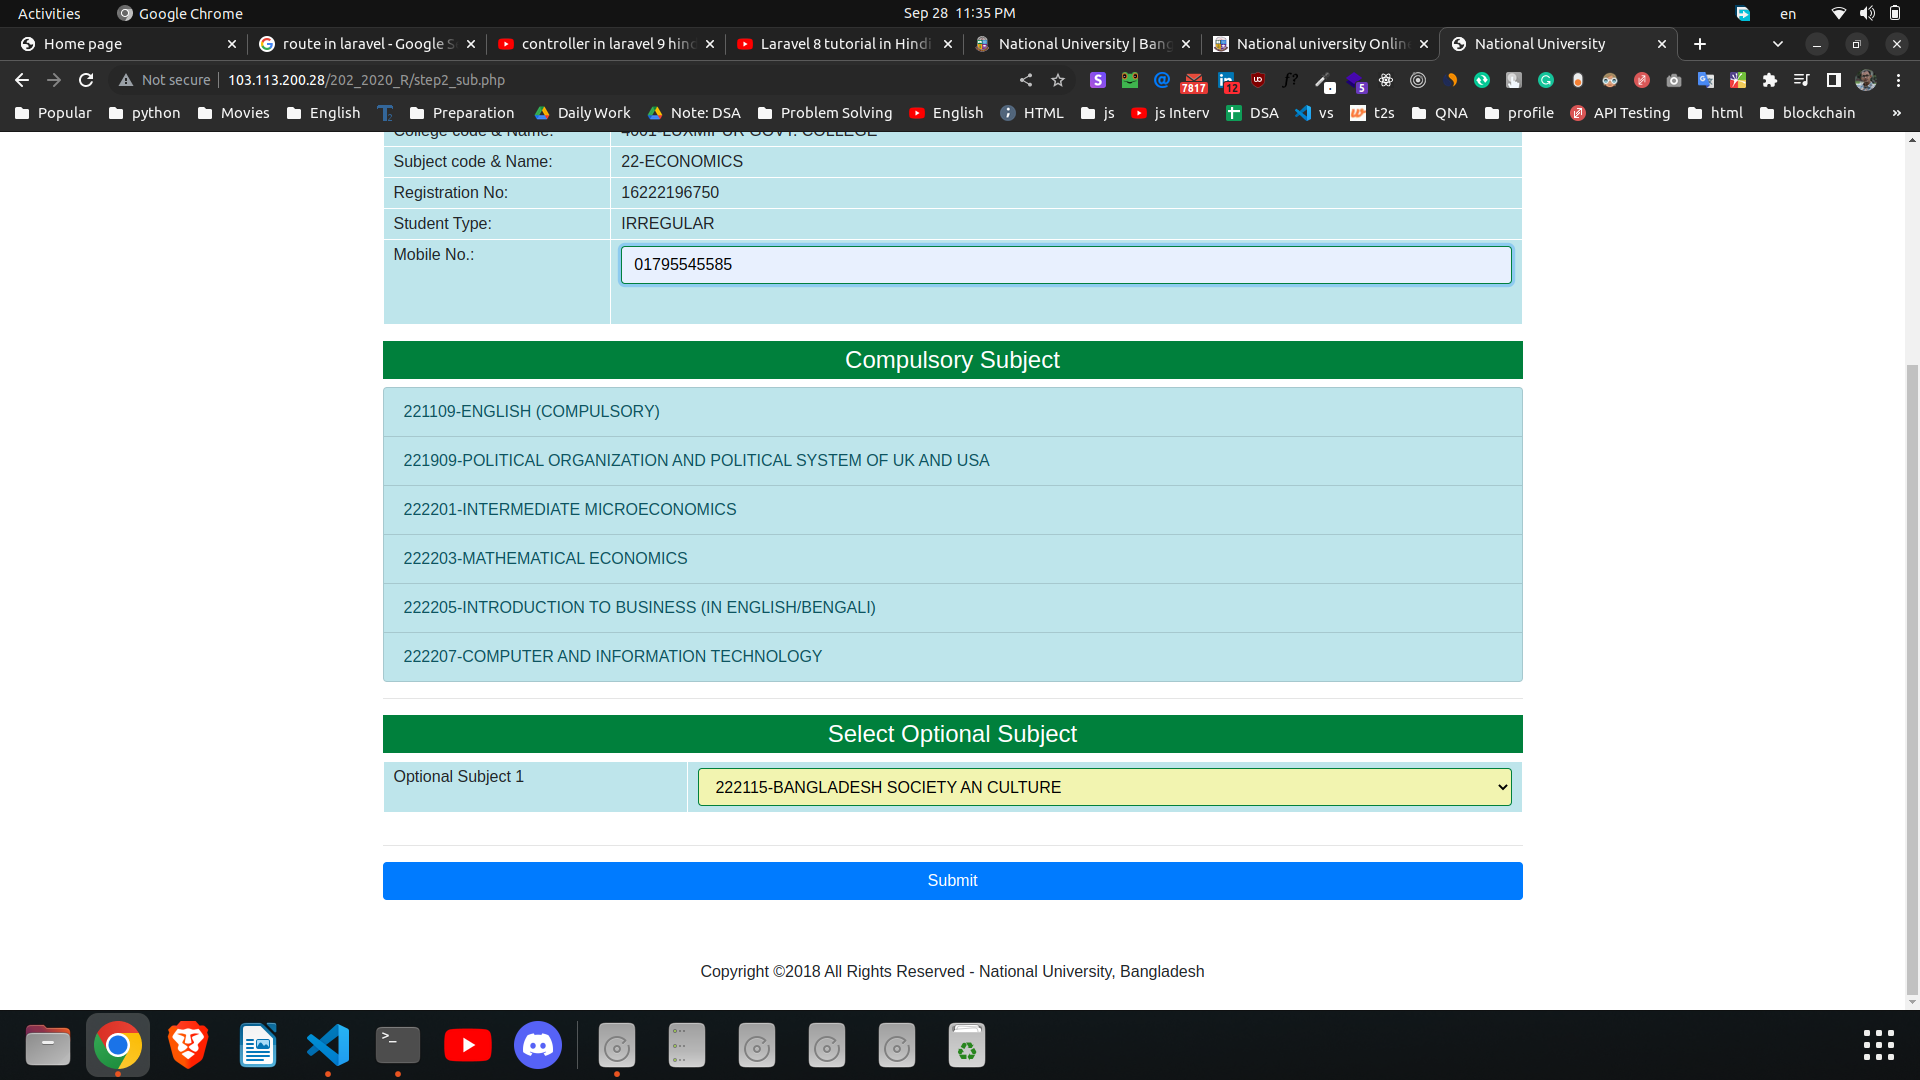 Activities Google Chrome Sep 28 11:35 PM en
Home page route in laravel - Google S controller in laravel 9 hind Laravel 8 tutorial in Hindi National University | Bang National university Online National University
Not secure 103.113.200.28/202_2020_R/step2_sub.php 7817 12 5
Popular python Movies English Preparation Daily Work Note: DSA Problem Solving English HTML js js Interv DSA vs t2s QNA profile API Testing html blockchain »
College code & Name: 4001-LUXMIPUR GOVT. COLLEGE
Subject code & Name: 22-ECONOMICS
Registration No: 16222196750
Student Type: IRREGULAR
Mobile No.: 01795545585
Compulsory Subject
221109-ENGLISH (COMPULSORY)
221909-POLITICAL ORGANIZATION AND POLITICAL SYSTEM OF UK AND USA
222201-INTERMEDIATE MICROECONOMICS
222203-MATHEMATICAL ECONOMICS
222205-INTRODUCTION TO BUSINESS (IN ENGLISH/BENGALI)
222207-COMPUTER AND INFORMATION TECHNOLOGY
Select Optional Subject
Optional Subject 1 222115-BANGLADESH SOCIETY AN CULTURE
Submit
Copyright ©2018 All Rights Reserved - National University, Bangladesh